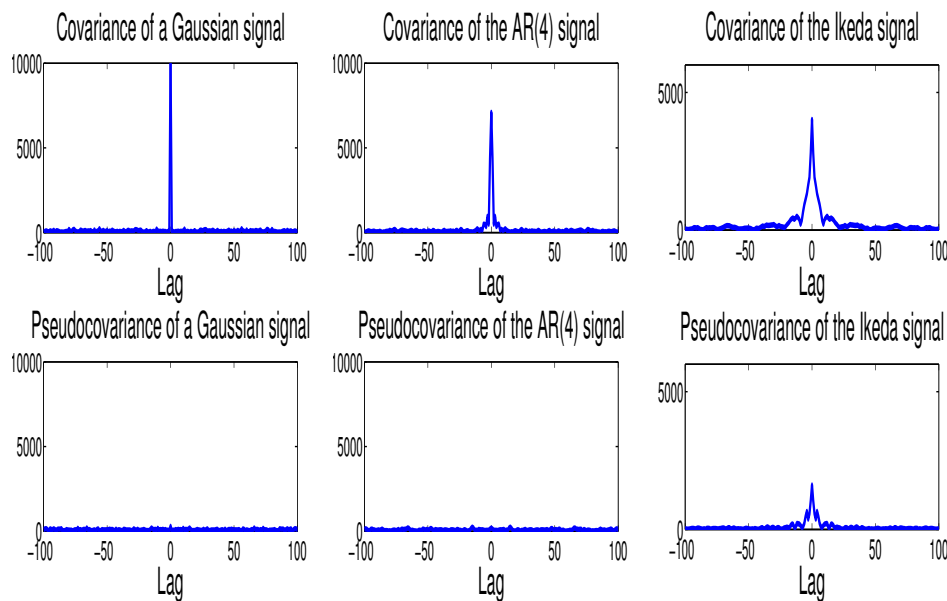 Covariance of a Gaussian signal
10000
5000
0
−100 −50 0 50 100
Lag
Covariance of the AR(4) signal
10000
5000
0
−100 −50 0 50 100
Lag
Covariance of the Ikeda signal
5000
0
−100 −50 0 50 100
Lag
Pseudocovariance of a Gaussian signal
10000
5000
0
−100 −50 0 50 100
Lag
Pseudocovariance of the AR(4) signal
10000
5000
0
−100 −50 0 50 100
Lag
Pseudocovariance of the Ikeda signal
5000
0
−100 −50 0 50 100
Lag